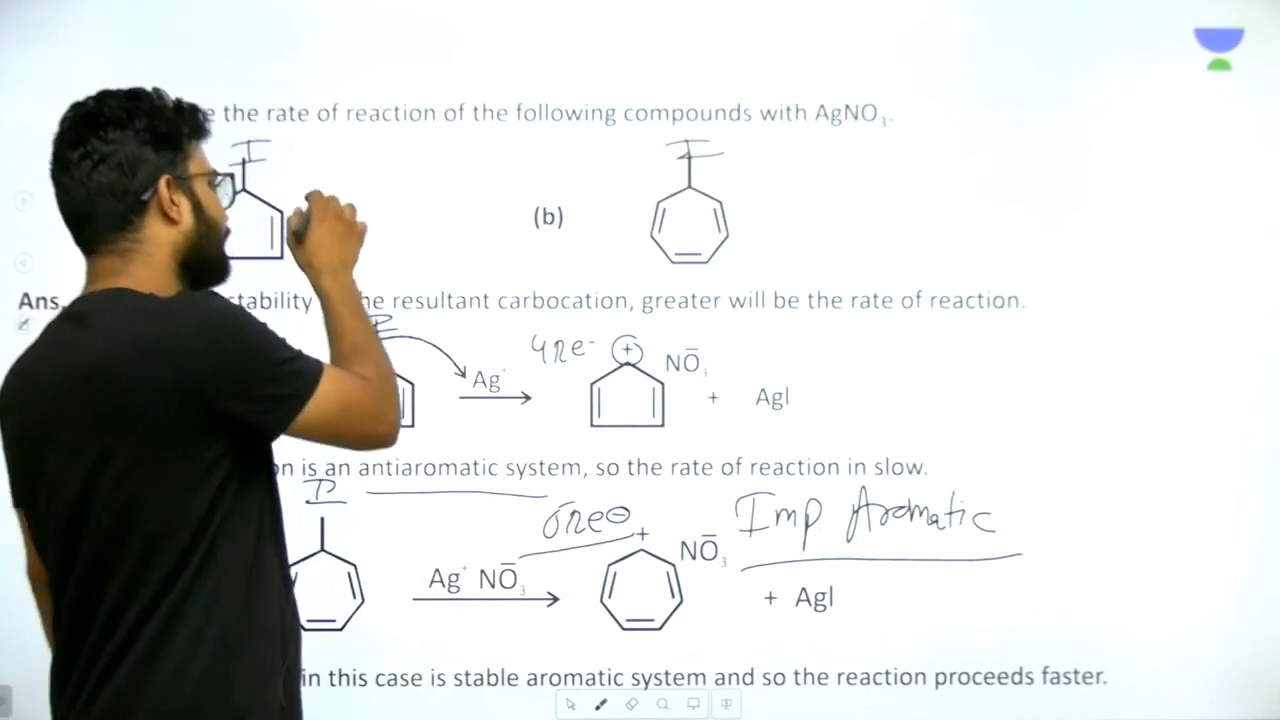 e the rate of reaction of the following compounds with AgNO₃.
I
I
(b)
Ans. stability he resultant carbocation, greater will be the rate of reaction.
4πe⁻ + NO₃⁻
Ag⁺ + AgI
on is an antiaromatic system, so the rate of reaction in slow.
I
6πe⊖ Imp Aromatic
+ NO₃⁻
Ag⁺ NO₃⁻ + AgI
in this case is stable aromatic system and so the reaction proceeds faster.